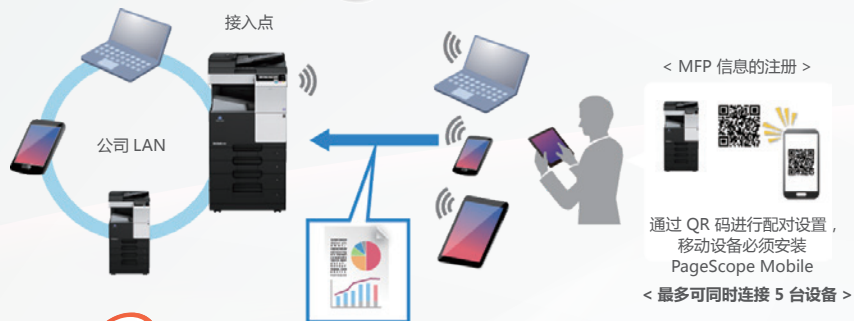 接入点
公司 LAN
< MFP 信息的注册 >
通过 QR 码进行配对设置，
移动设备必须安装
PageScope Mobile
< 最多可同时连接 5 台设备 >